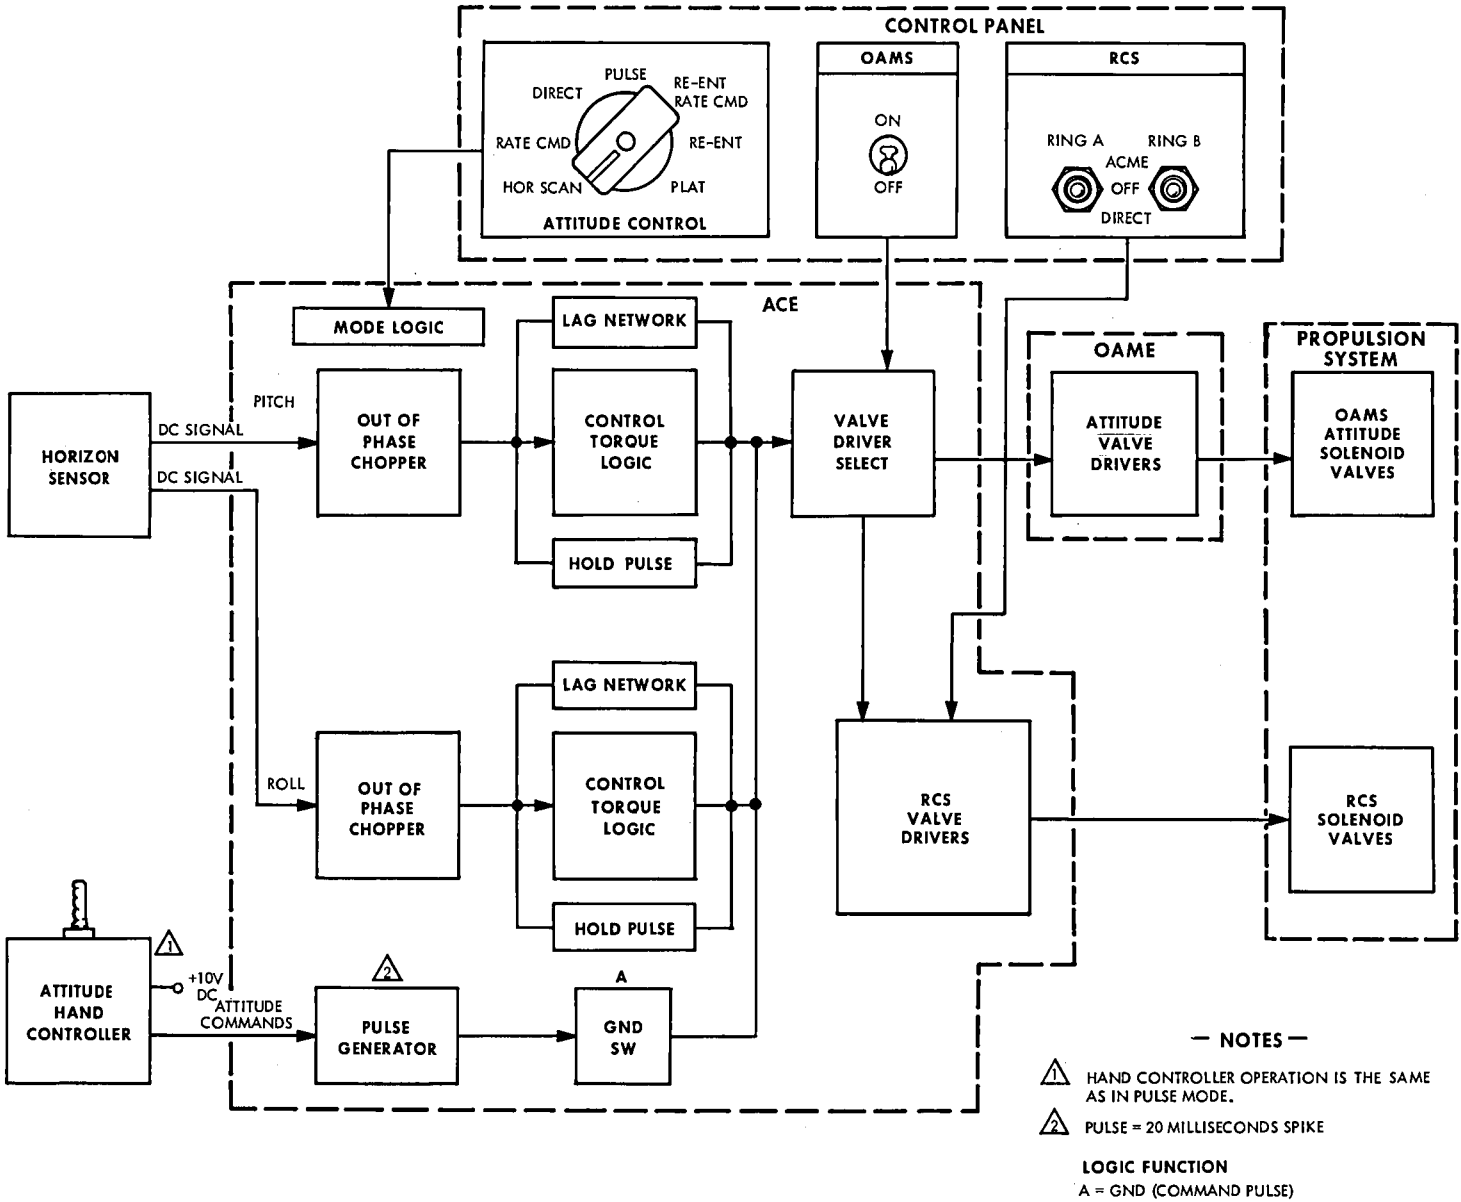 CONTROL PANEL
PULSE
DIRECT
RE-ENT
RATE CMD
RATE CMD
RE-ENT
HOR SCAN
PLAT
ATTITUDE CONTROL
OAMS
ON
OFF
RCS
RING A
RING B
ACME
OFF
DIRECT
ACE
MODE LOGIC
LAG NETWORK
PITCH
HORIZON
SENSOR
DC SIGNAL
DC SIGNAL
OUT OF
PHASE
CHOPPER
CONTROL
TORQUE
LOGIC
HOLD PULSE
VALVE
DRIVER
SELECT
OAME
ATTITUDE
VALVE
DRIVERS
PROPULSION
SYSTEM
OAMS
ATTITUDE
SOLENOID
VALVES
LAG NETWORK
ROLL
OUT OF
PHASE
CHOPPER
CONTROL
TORQUE
LOGIC
HOLD PULSE
RCS
VALVE
DRIVERS
RCS
SOLENOID
VALVES
1
+10V
DC
ATTITUDE
HAND
CONTROLLER
ATTITUDE
COMMANDS
2
PULSE
GENERATOR
A
GND
SW
— NOTES —
1 HAND CONTROLLER OPERATION IS THE SAME
AS IN PULSE MODE.
2 PULSE = 20 MILLISECONDS SPIKE
LOGIC FUNCTION
A = GND (COMMAND PULSE)